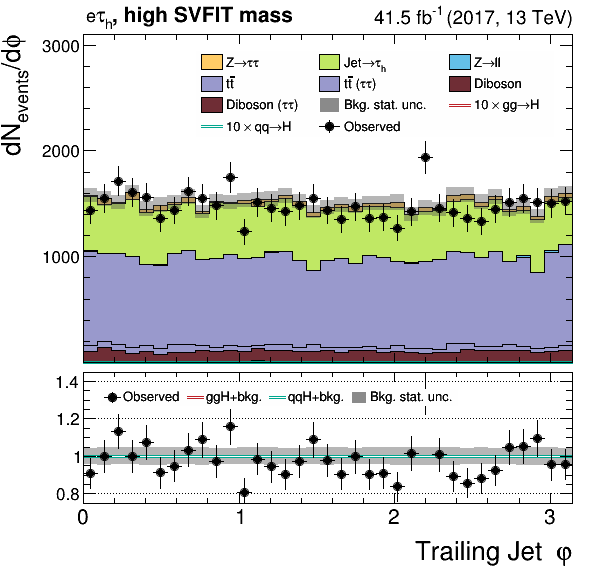 eτh, high SVFIT mass 41.5 fb⁻¹ (2017, 13 TeV)
dNevents/dφ
3000
2000
1000
Z→ττ Jet→τh Z→ll
tt̄ tt̄ (ττ) Diboson
Diboson (ττ) Bkg. stat. unc. 10 × gg→H
10 × qq→H Observed
1.4
1.2
1
0.8
Observed ggH+bkg. qqH+bkg. Bkg. stat. unc.
0 1 2 3
Trailing Jet φ